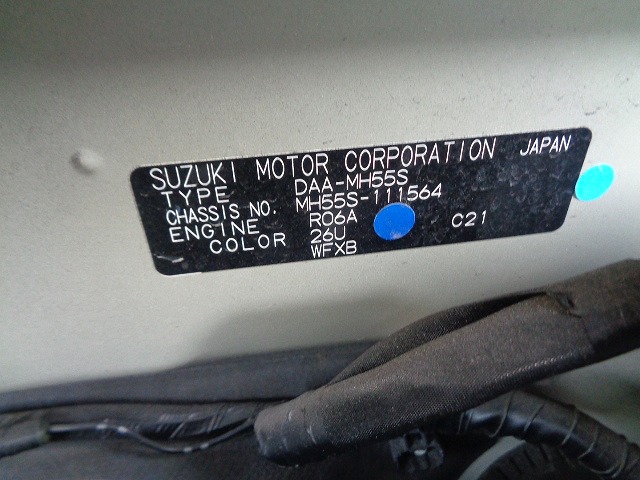 SUZUKI MOTOR CORPORATION JAPAN
TYPE DAA-MH55S
CHASSIS NO. MH55S-111564
ENGINE R06A C21
COLOR 26U
WFXB